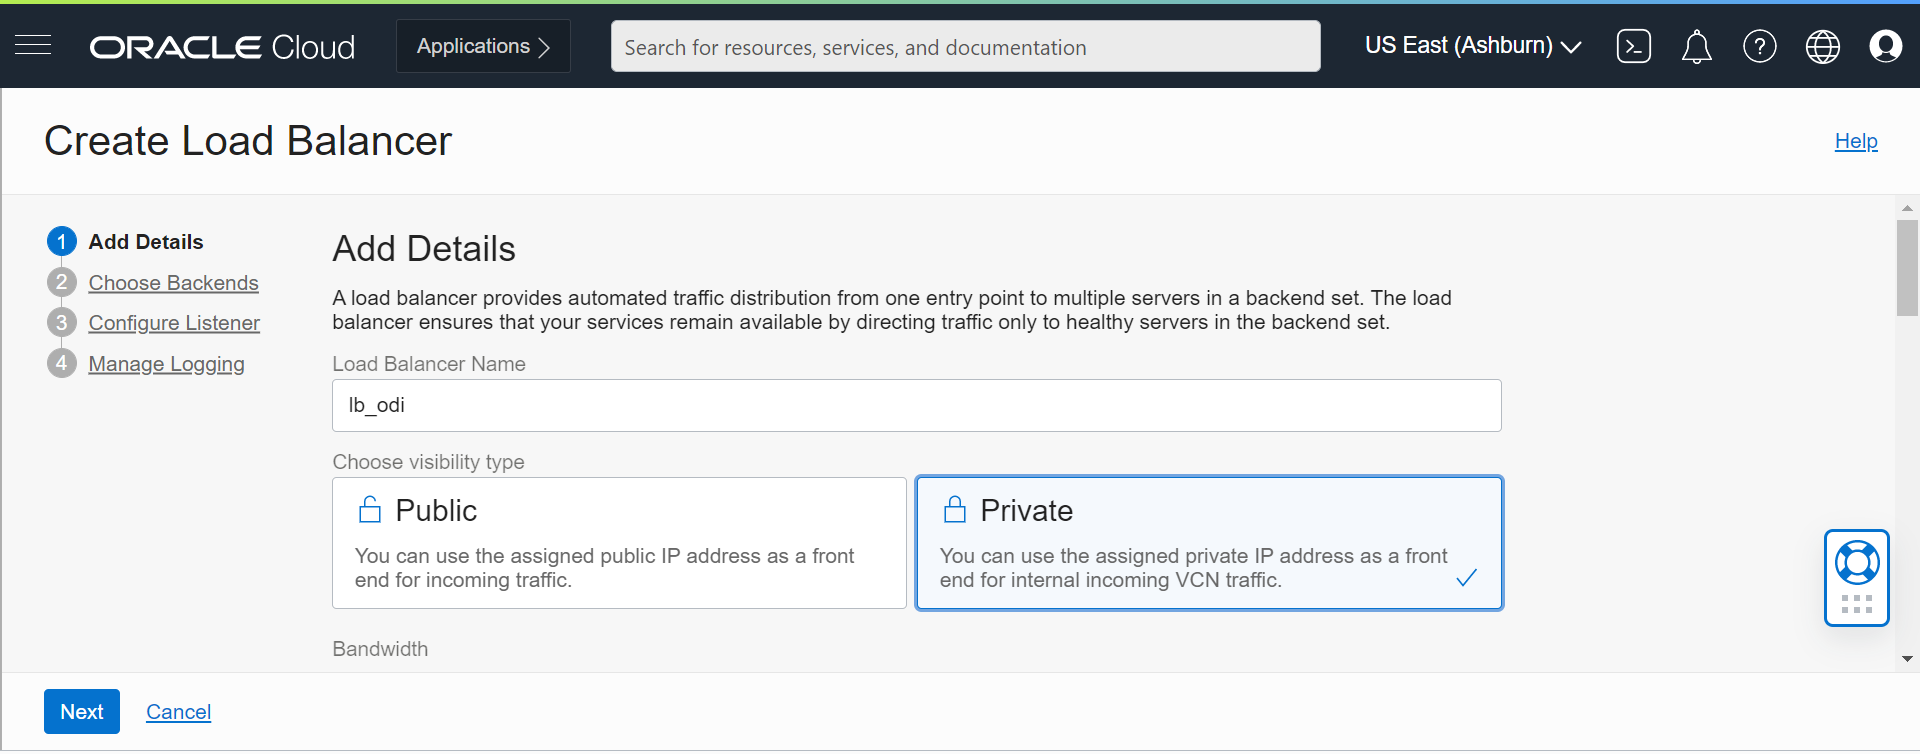 ORACLE Cloud
Applications
Search for resources, services, and documentation
US East (Ashburn)
Create Load Balancer
Help
1 Add Details
2 Choose Backends
3 Configure Listener
4 Manage Logging
Add Details
A load balancer provides automated traffic distribution from one entry point to multiple servers in a backend set. The load
balancer ensures that your services remain available by directing traffic only to healthy servers in the backend set.
Load Balancer Name
lb_odi
Choose visibility type
Public
You can use the assigned public IP address as a front
end for incoming traffic.
Private
You can use the assigned private IP address as a front
end for internal incoming VCN traffic.
Bandwidth
Next
Cancel